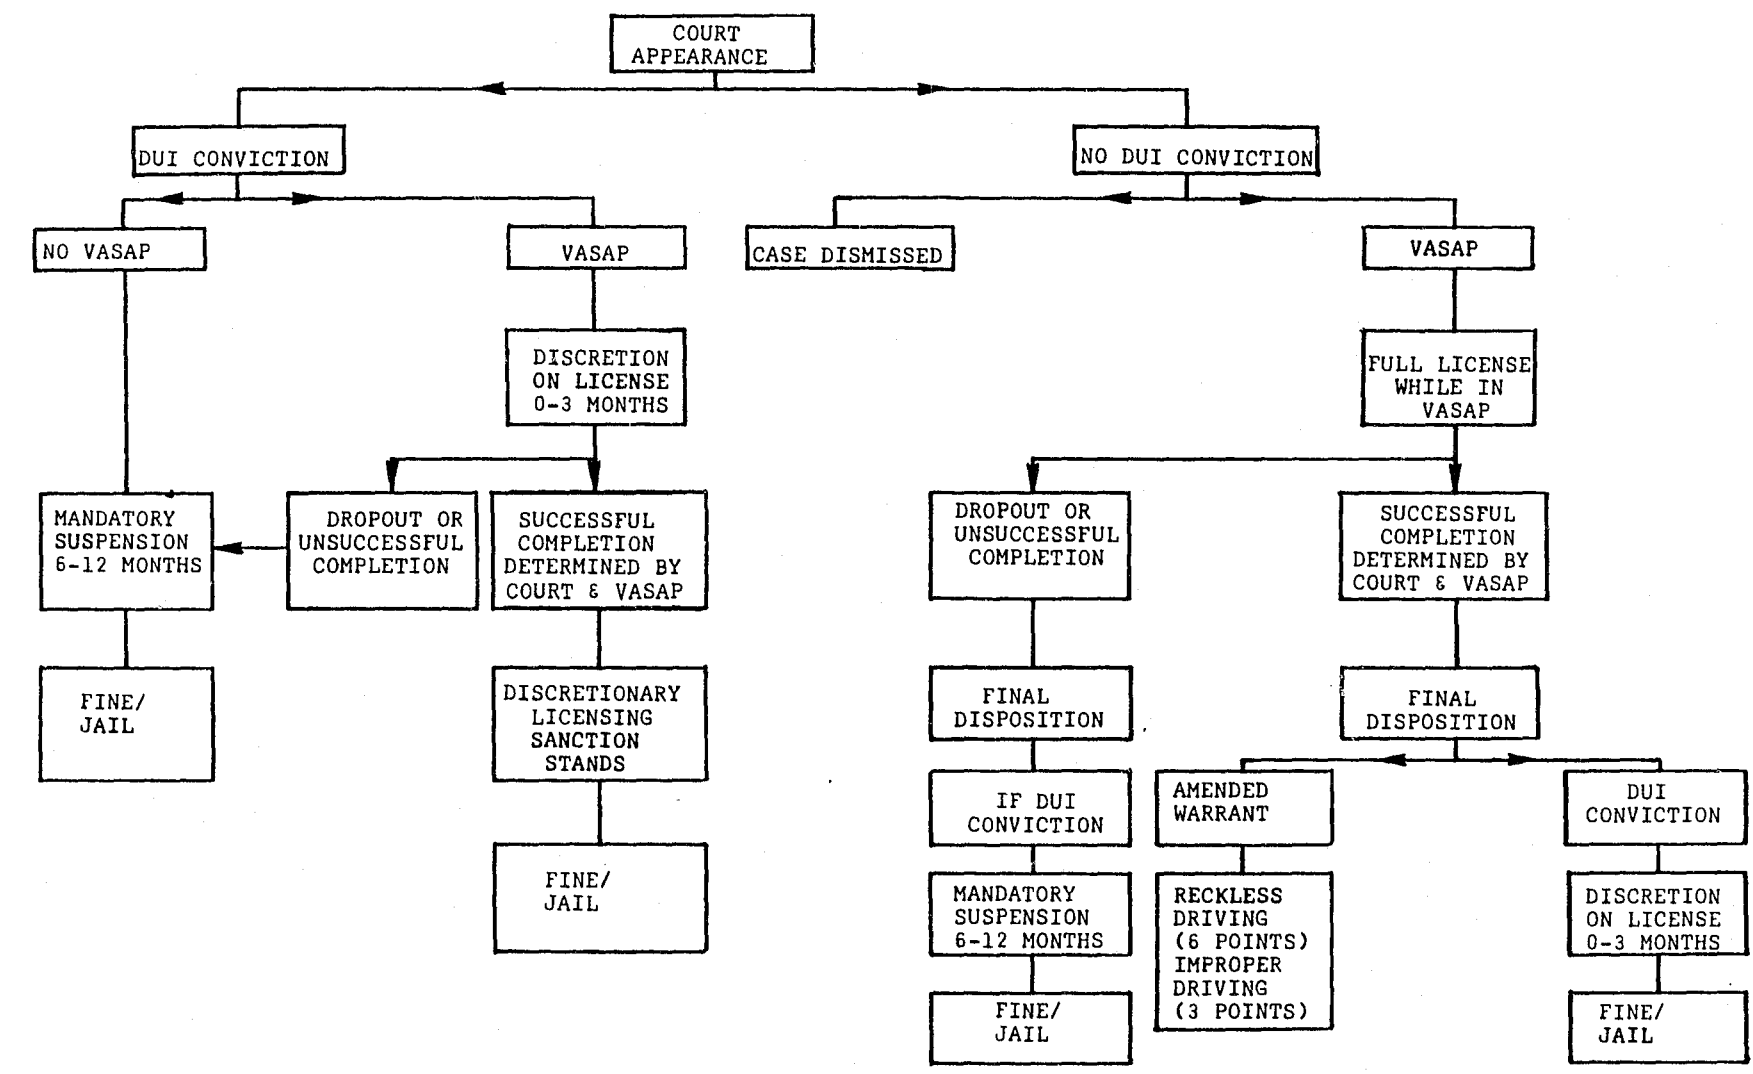 COURT
APPEARANCE
DUI CONVICTION
NO DUI CONVICTION
NO VASAP
VASAP
CASE DISMISSED
VASAP
DISCRETION
ON LICENSE
0-3 MONTHS
FULL LICENSE
WHILE IN
VASAP
MANDATORY
SUSPENSION
6-12 MONTHS
DROPOUT OR
UNSUCCESSFUL
COMPLETION
SUCCESSFUL
COMPLETION
DETERMINED BY
COURT & VASAP
DROPOUT OR
UNSUCCESSFUL
COMPLETION
SUCCESSFUL
COMPLETION
DETERMINED BY
COURT & VASAP
FINE/
JAIL
DISCRETIONARY
LICENSING
SANCTION
STANDS
FINAL
DISPOSITION
FINAL
DISPOSITION
IF DUI
CONVICTION
AMENDED
WARRANT
DUI
CONVICTION
FINE/
JAIL
MANDATORY
SUSPENSION
6-12 MONTHS
RECKLESS
DRIVING
(6 POINTS)
IMPROPER
DRIVING
(3 POINTS)
DISCRETION
ON LICENSE
0-3 MONTHS
FINE/
JAIL
FINE/
JAIL